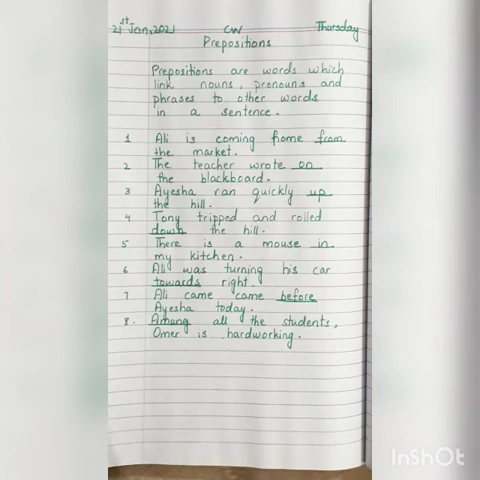 21st Jan, 2021 CW Thursday
Prepositions
Prepositions are words which
link nouns, pronouns and
phrases to other words
in a sentence.
1 Ali is coming home from
the market.
2 The teacher wrote on
the blackboard.
3 Ayesha ran quickly up
the hill.
4 Tony tripped and rolled
down the hill.
5 There is a mouse in
my kitchen.
6 Ali was turning his car
towards right.
7 Ali came came before
Ayesha today.
8. Among all the students,
Omer is hardworking.
InShOt